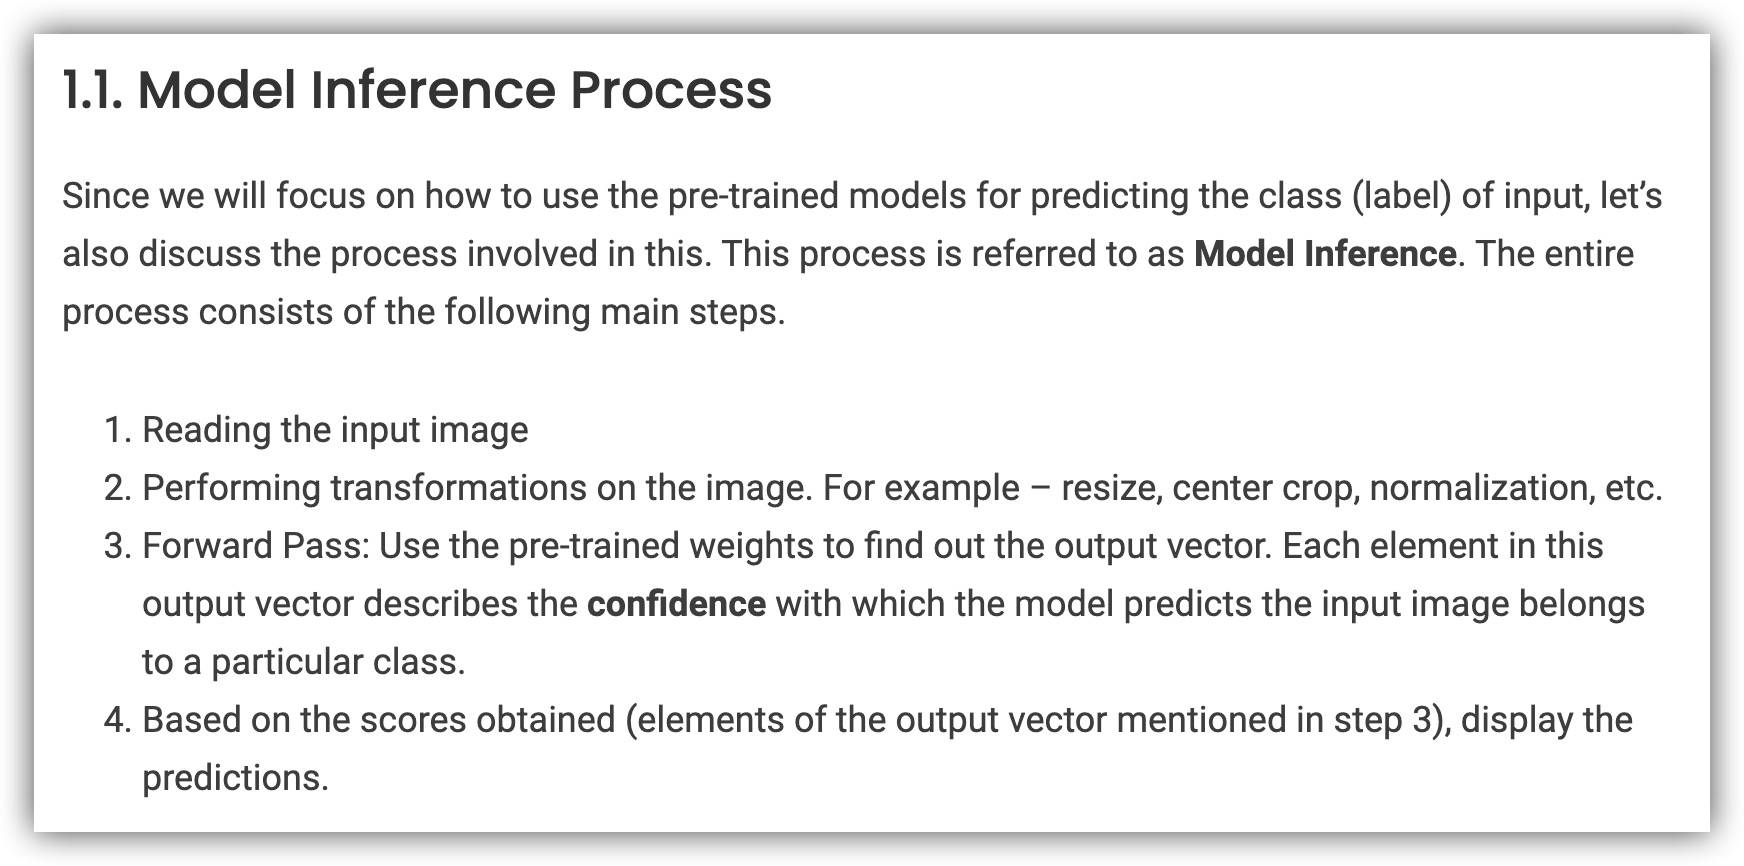 1.1. Model Inference Process
Since we will focus on how to use the pre-trained models for predicting the class (label) of input, let’s
also discuss the process involved in this. This process is referred to as Model Inference. The entire
process consists of the following main steps.
1. Reading the input image
2. Performing transformations on the image. For example – resize, center crop, normalization, etc.
3. Forward Pass: Use the pre-trained weights to find out the output vector. Each element in this
output vector describes the confidence with which the model predicts the input image belongs
to a particular class.
4. Based on the scores obtained (elements of the output vector mentioned in step 3), display the
predictions.